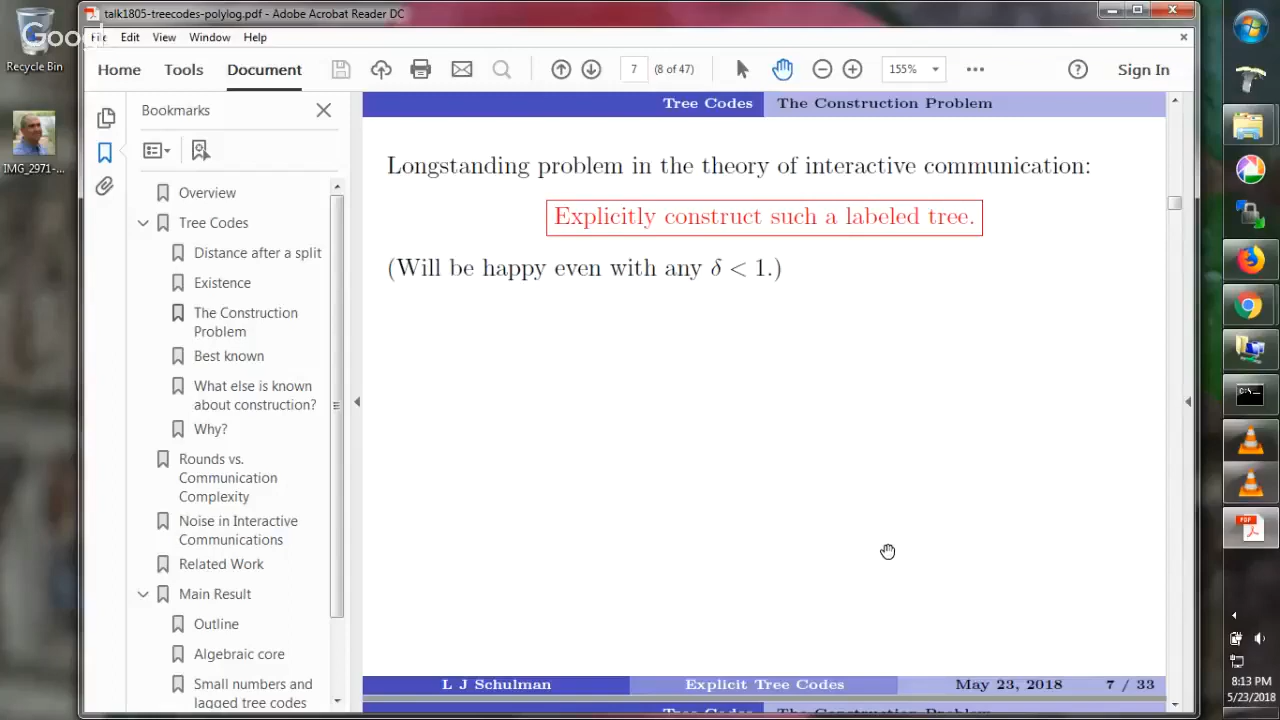 talk1805-treecodes-polylog.pdf - Adobe Acrobat Reader DC
Edit View Window Help
Home Tools Document 7 (8 of 47) 155% Sign In
Recycle Bin
IMG_2971-...
Bookmarks
Overview
Tree Codes
Distance after a split
Existence
The Construction
Problem
Best known
What else is known
about construction?
Why?
Rounds vs.
Communication
Complexity
Noise in Interactive
Communications
Related Work
Main Result
Outline
Algebraic core
Small numbers and
lagged tree codes
Tree Codes The Construction Problem
Longstanding problem in the theory of interactive communication:
Explicitly construct such a labeled tree.
(Will be happy even with any δ < 1.)
L J Schulman Explicit Tree Codes May 23, 2018 7 / 33
Tree Codes The Construction Problem
8:13 PM
5/23/2018